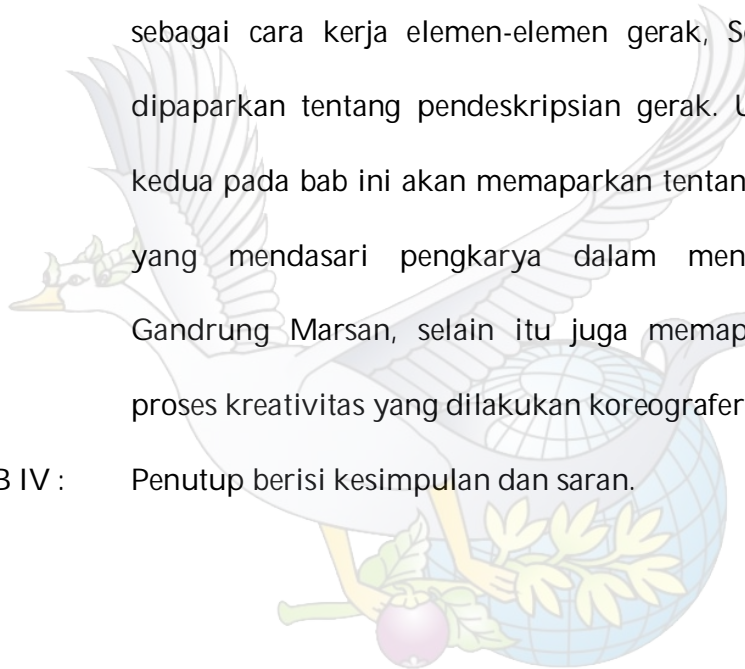 sebagai cara kerja elemen-elemen gerak,
dipaparkan tentang pendeskripsian gerak.
kedua pada bab ini akan memaparkan
yang mendasari pengkarya dalam
Gandrung Marsan, selain itu juga
proses kreativitas yang dilakukan koreografer
IV : Penutup berisi kesimpulan dan saran.